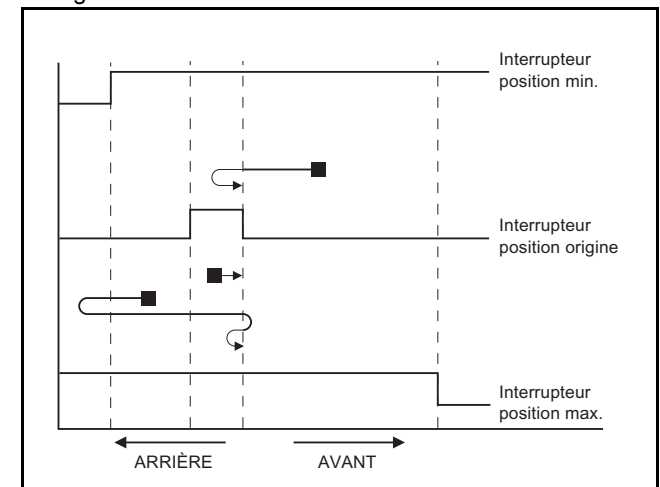 Interrupteur
position min.
Interrupteur
position origine
Interrupteur
position max.
ARRIÈRE
AVANT